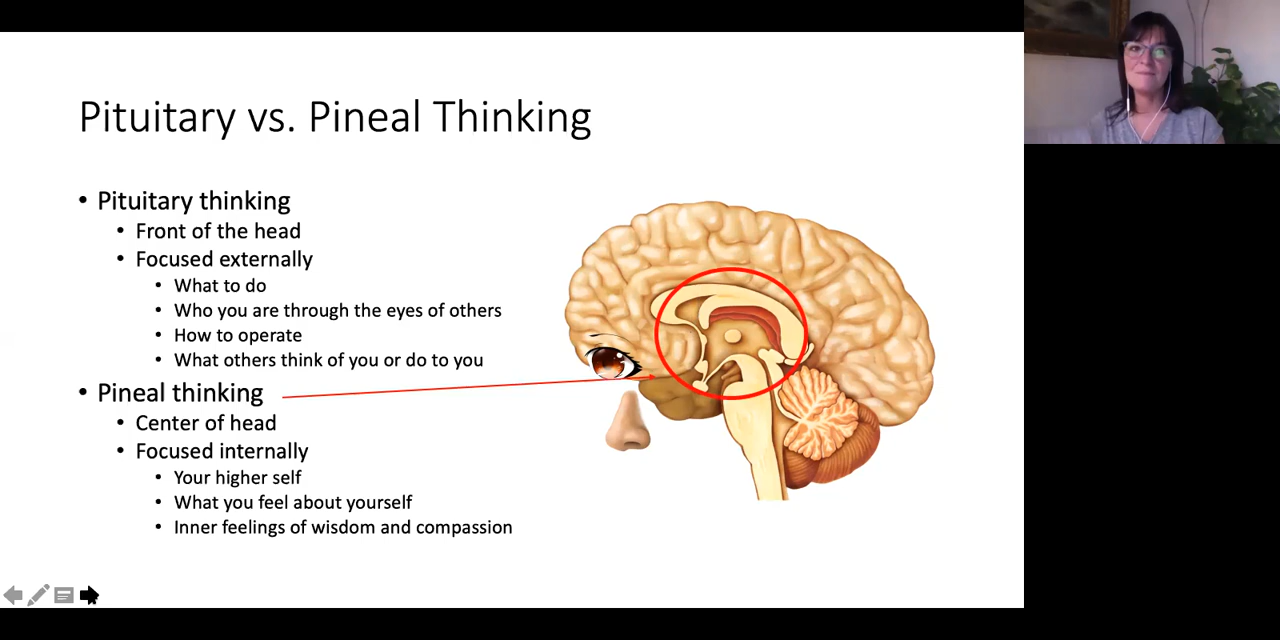 Pituitary vs. Pineal Thinking
• Pituitary thinking
• Front of the head
• Focused externally
• What to do
• Who you are through the eyes of others
• How to operate
• What others think of you or do to you
• Pineal thinking
• Center of head
• Focused internally
• Your higher self
• What you feel about yourself
• Inner feelings of wisdom and compassion